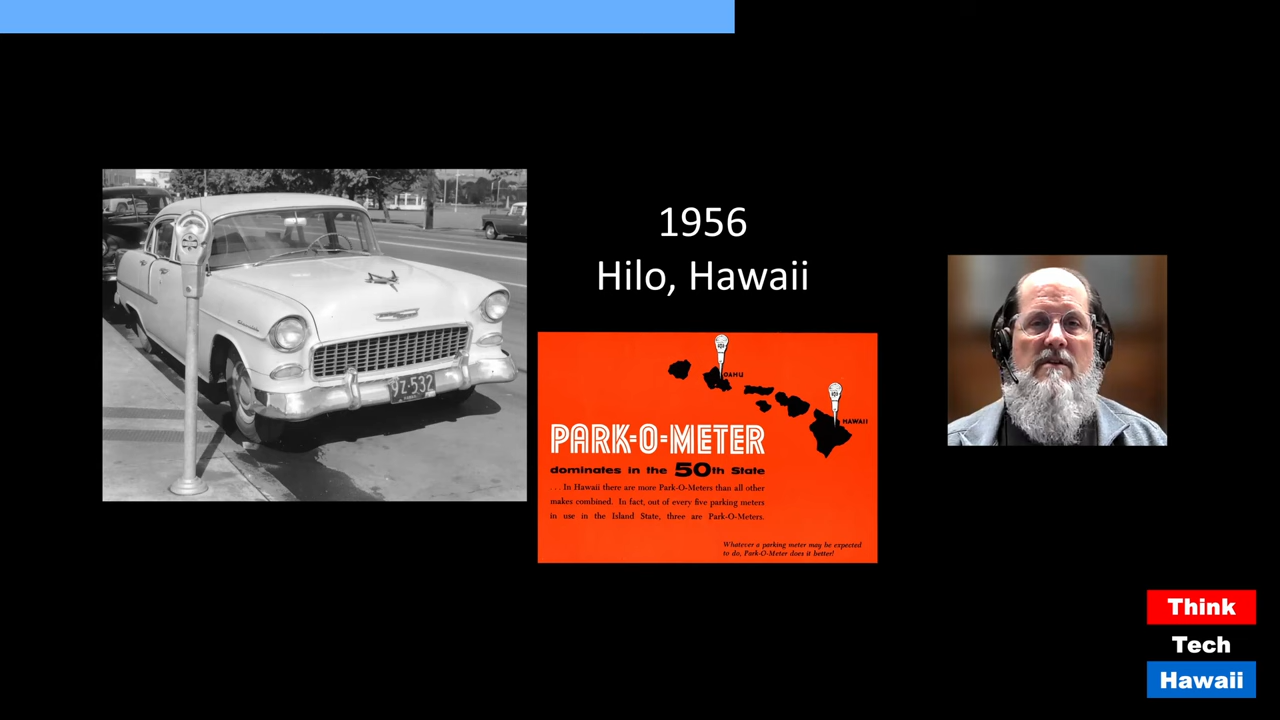 1956
Hilo, Hawaii
9Z-532
OAHU
HAWAII
PARK-O-METER
dominates in the 50th State
. . . In Hawaii there are more Park-O-Meters than all other
makes combined. In fact, out of every five parking meters
in use in the Island State, three are Park-O-Meters.
Whatever a parking meter may be expected
to do, Park-O-Meter does it better!
Think
Tech
Hawaii